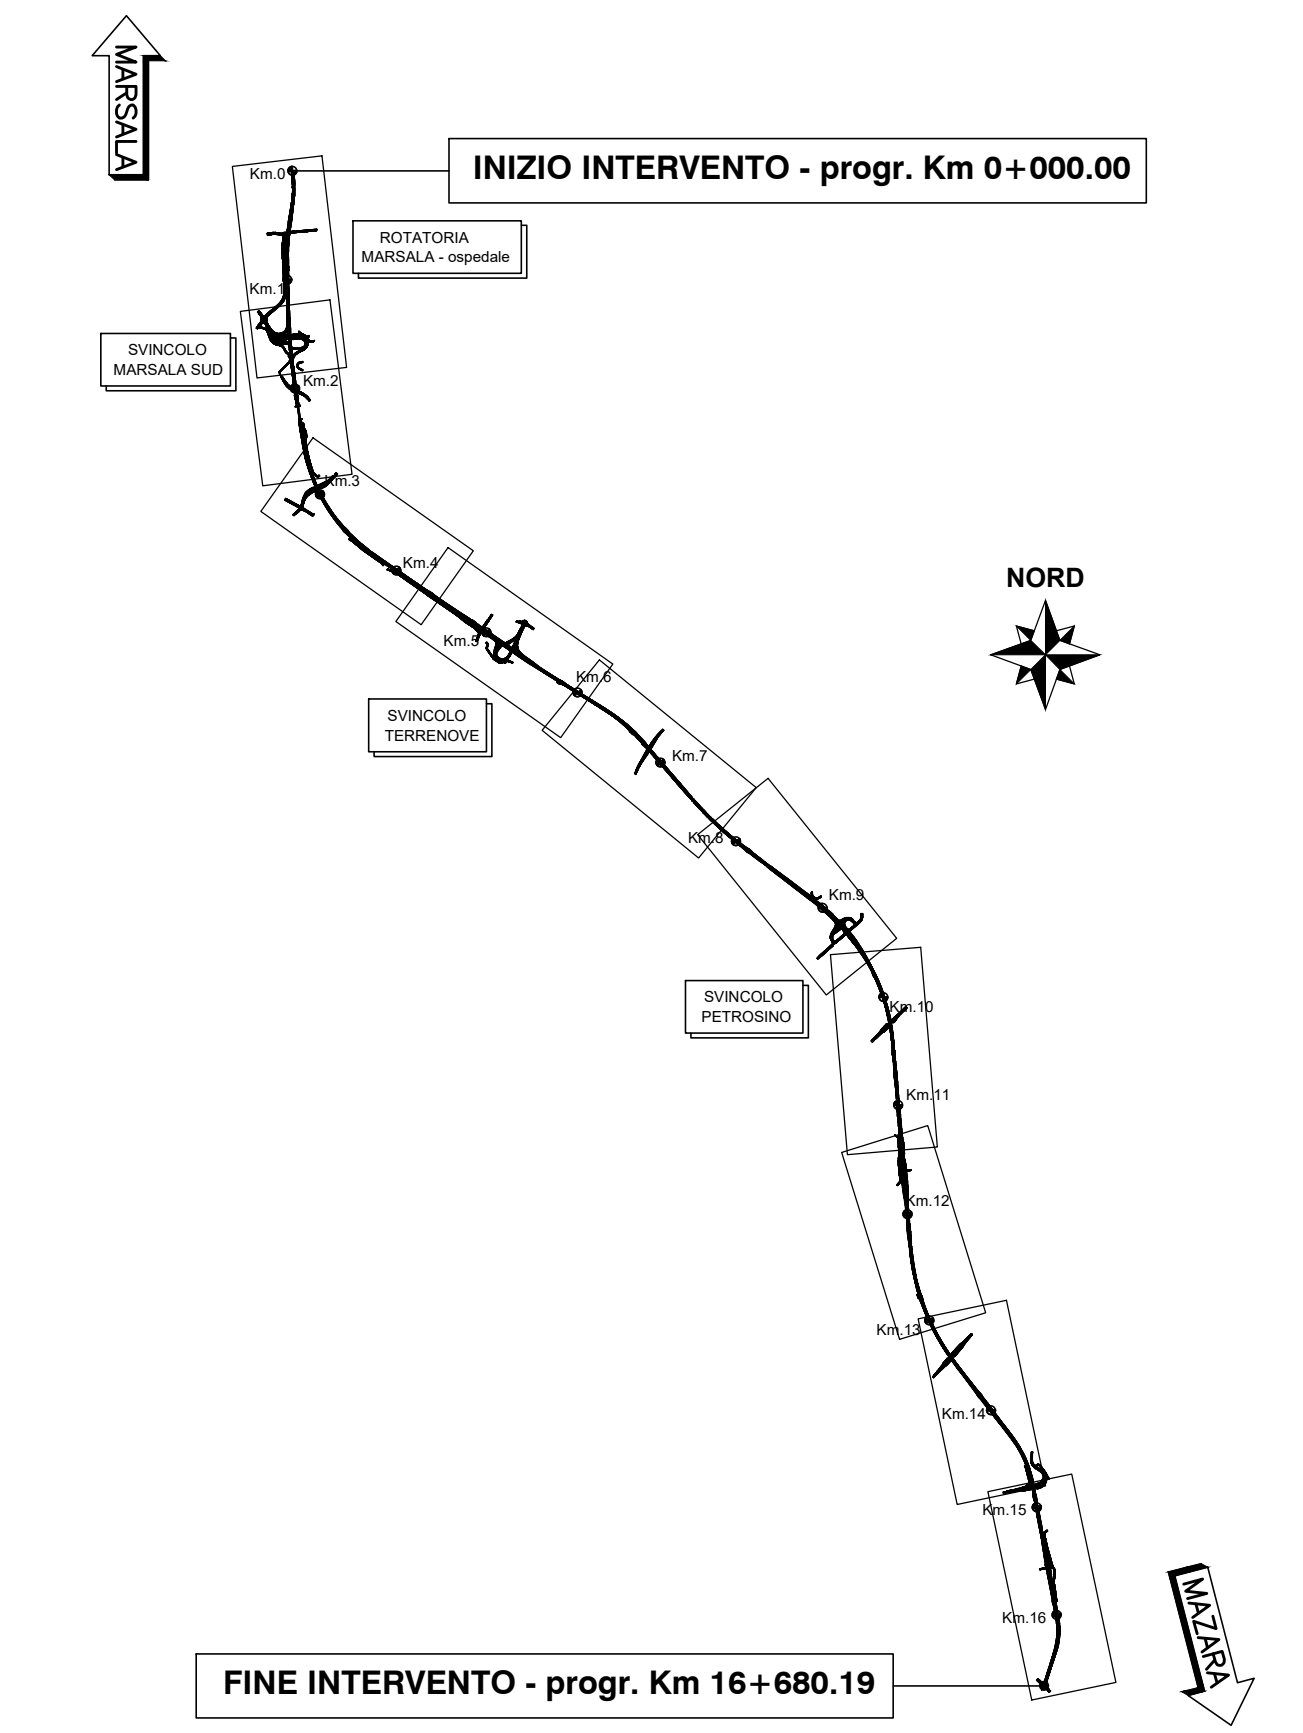 MARSALA
INIZIO INTERVENTO - progr. Km 0+000.00
Km.0
ROTATORIA
MARSALA - ospedale
Km.1
SVINCOLO
MARSALA SUD
Km.2
Km.3
Km.4
NORD
Km.5
Km.6
SVINCOLO
TERRENOVE
Km.7
Km.8
Km.9
SVINCOLO
PETROSINO
Km.10
Km.11
Km.12
Km.13
Km.14
Km.15
Km.16
MAZARA
FINE INTERVENTO - progr. Km 16+680.19